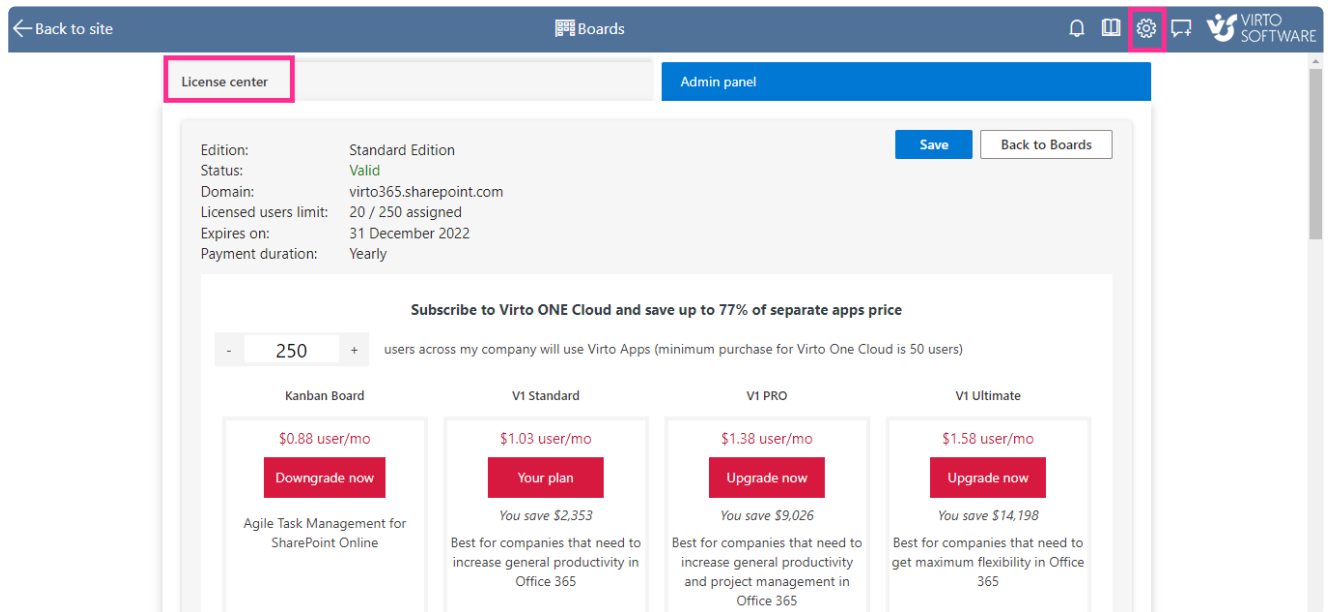 Back to site
Boards
VIRTO
SOFTWARE
License center
Admin panel
Save
Back to Boards
Edition: Standard Edition
Status: Valid
Domain: virto365.sharepoint.com
Licensed users limit: 20 / 250 assigned
Expires on: 31 December 2022
Payment duration: Yearly
Subscribe to Virto ONE Cloud and save up to 77% of separate apps price
- 250 + users across my company will use Virto Apps (minimum purchase for Virto One Cloud is 50 users)
Kanban Board
$0.88 user/mo
Downgrade now
Agile Task Management for
SharePoint Online
V1 Standard
$1.03 user/mo
Your plan
You save $2,353
Best for companies that need to
increase general productivity in
Office 365
V1 PRO
$1.38 user/mo
Upgrade now
You save $9,026
Best for companies that need to
increase general productivity
and project management in
Office 365
V1 Ultimate
$1.58 user/mo
Upgrade now
You save $14,198
Best for companies that need to
get maximum flexibility in Office
365